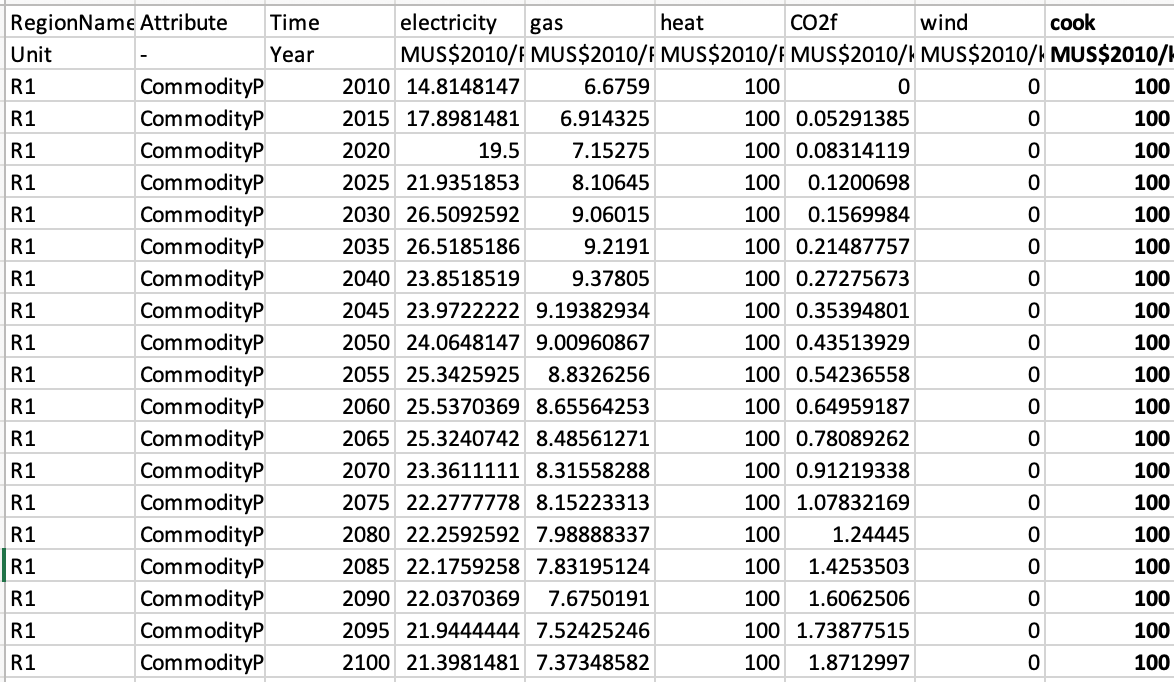 RegionName Attribute Time electricity gas heat CO2f wind cook
Unit - Year MUS$2010/ MUS$2010/ MUS$2010/ MUS$2010/k MUS$2010/k MUS$2010/k
R1 CommodityP 2010 14.8148147 6.6759 100 0 0 100
R1 CommodityP 2015 17.8981481 6.914325 100 0.05291385 0 100
R1 CommodityP 2020 19.5 7.15275 100 0.08314119 0 100
R1 CommodityP 2025 21.9351853 8.10645 100 0.1200698 0 100
R1 CommodityP 2030 26.5092592 9.06015 100 0.1569984 0 100
R1 CommodityP 2035 26.5185186 9.2191 100 0.21487757 0 100
R1 CommodityP 2040 23.8518519 9.37805 100 0.27275673 0 100
R1 CommodityP 2045 23.9722222 9.19382934 100 0.35394801 0 100
R1 CommodityP 2050 24.0648147 9.00960867 100 0.43513929 0 100
R1 CommodityP 2055 25.3425925 8.8326256 100 0.54236558 0 100
R1 CommodityP 2060 25.5370369 8.65564253 100 0.64959187 0 100
R1 CommodityP 2065 25.3240742 8.48561271 100 0.78089262 0 100
R1 CommodityP 2070 23.3611111 8.31558288 100 0.91219338 0 100
R1 CommodityP 2075 22.2777778 8.15223313 100 1.07832169 0 100
R1 CommodityP 2080 22.2592592 7.98888337 100 1.24445 0 100
R1 CommodityP 2085 22.1759258 7.83195124 100 1.4253503 0 100
R1 CommodityP 2090 22.0370369 7.6750191 100 1.6062506 0 100
R1 CommodityP 2095 21.9444444 7.52425246 100 1.73877515 0 100
R1 CommodityP 2100 21.3981481 7.37348582 100 1.8712997 0 100